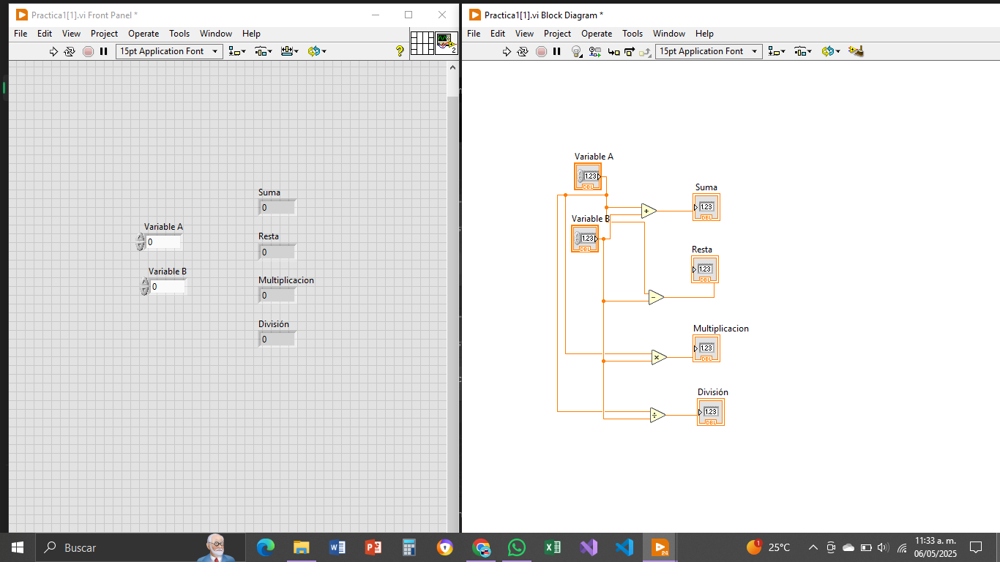 Practica1[1].vi Front Panel *
File Edit View Project Operate Tools Window Help
15pt Application Font
2
Suma
0
Variable A
0
Resta
0
Variable B
0
Multiplicacion
0
División
0
Practica1[1].vi Block Diagram *
File Edit View Project Operate Tools Window Help
15pt Application Font
Variable A
1.23
DBL
Suma
1.23
DBL
Variable B
1.23
DBL
Resta
1.23
DBL
Multiplicacion
1.23
DBL
División
1.23
DBL
Buscar
24
1
25°C
11:33 a. m.
06/05/2025